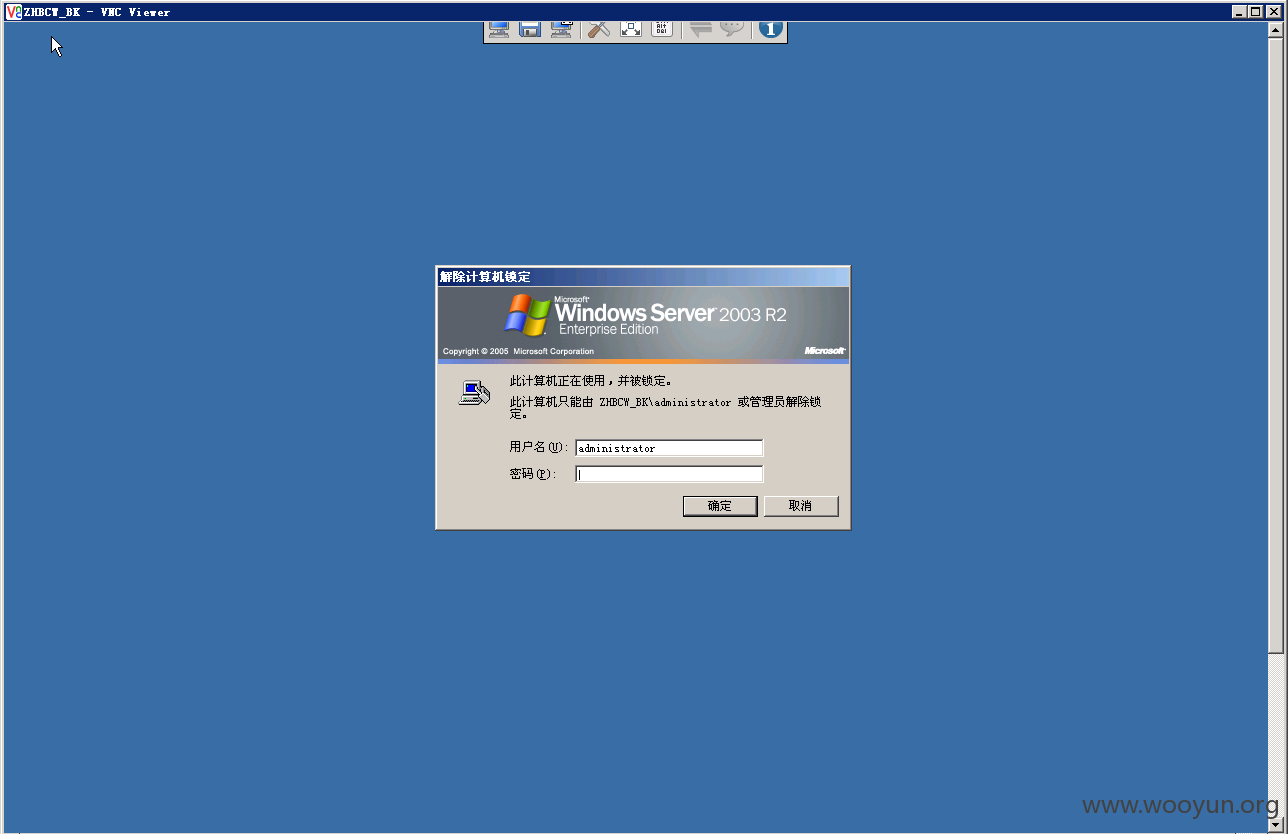 ZHBCW_BK - VNC Viewer
解除计算机锁定
Microsoft
Windows Server 2003 R2
Enterprise Edition
Copyright © 2005 Microsoft Corporation
Microsoft
此计算机正在使用，并被锁定。
此计算机只能由 ZHBCW_BK\administrator 或管理员解除锁
定。
用户名(U):
administrator
密码(P):
确定
取消
www.wooyun.org